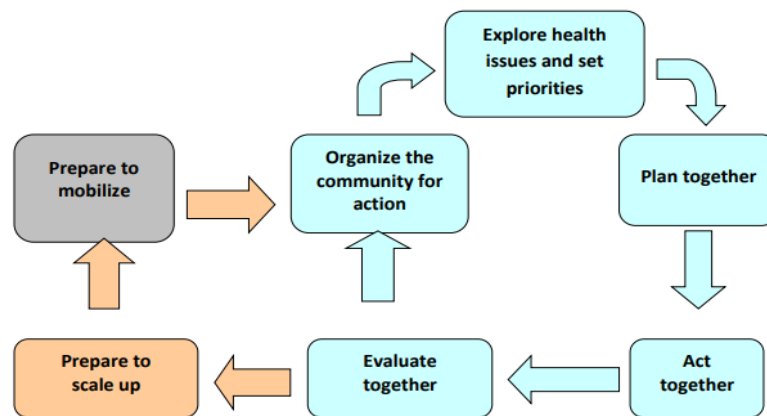 Explore health
issues and set
priorities
Prepare to
mobilize
Organize the
community for
action
Plan together
Prepare to
scale up
Evaluate
together
Act
together